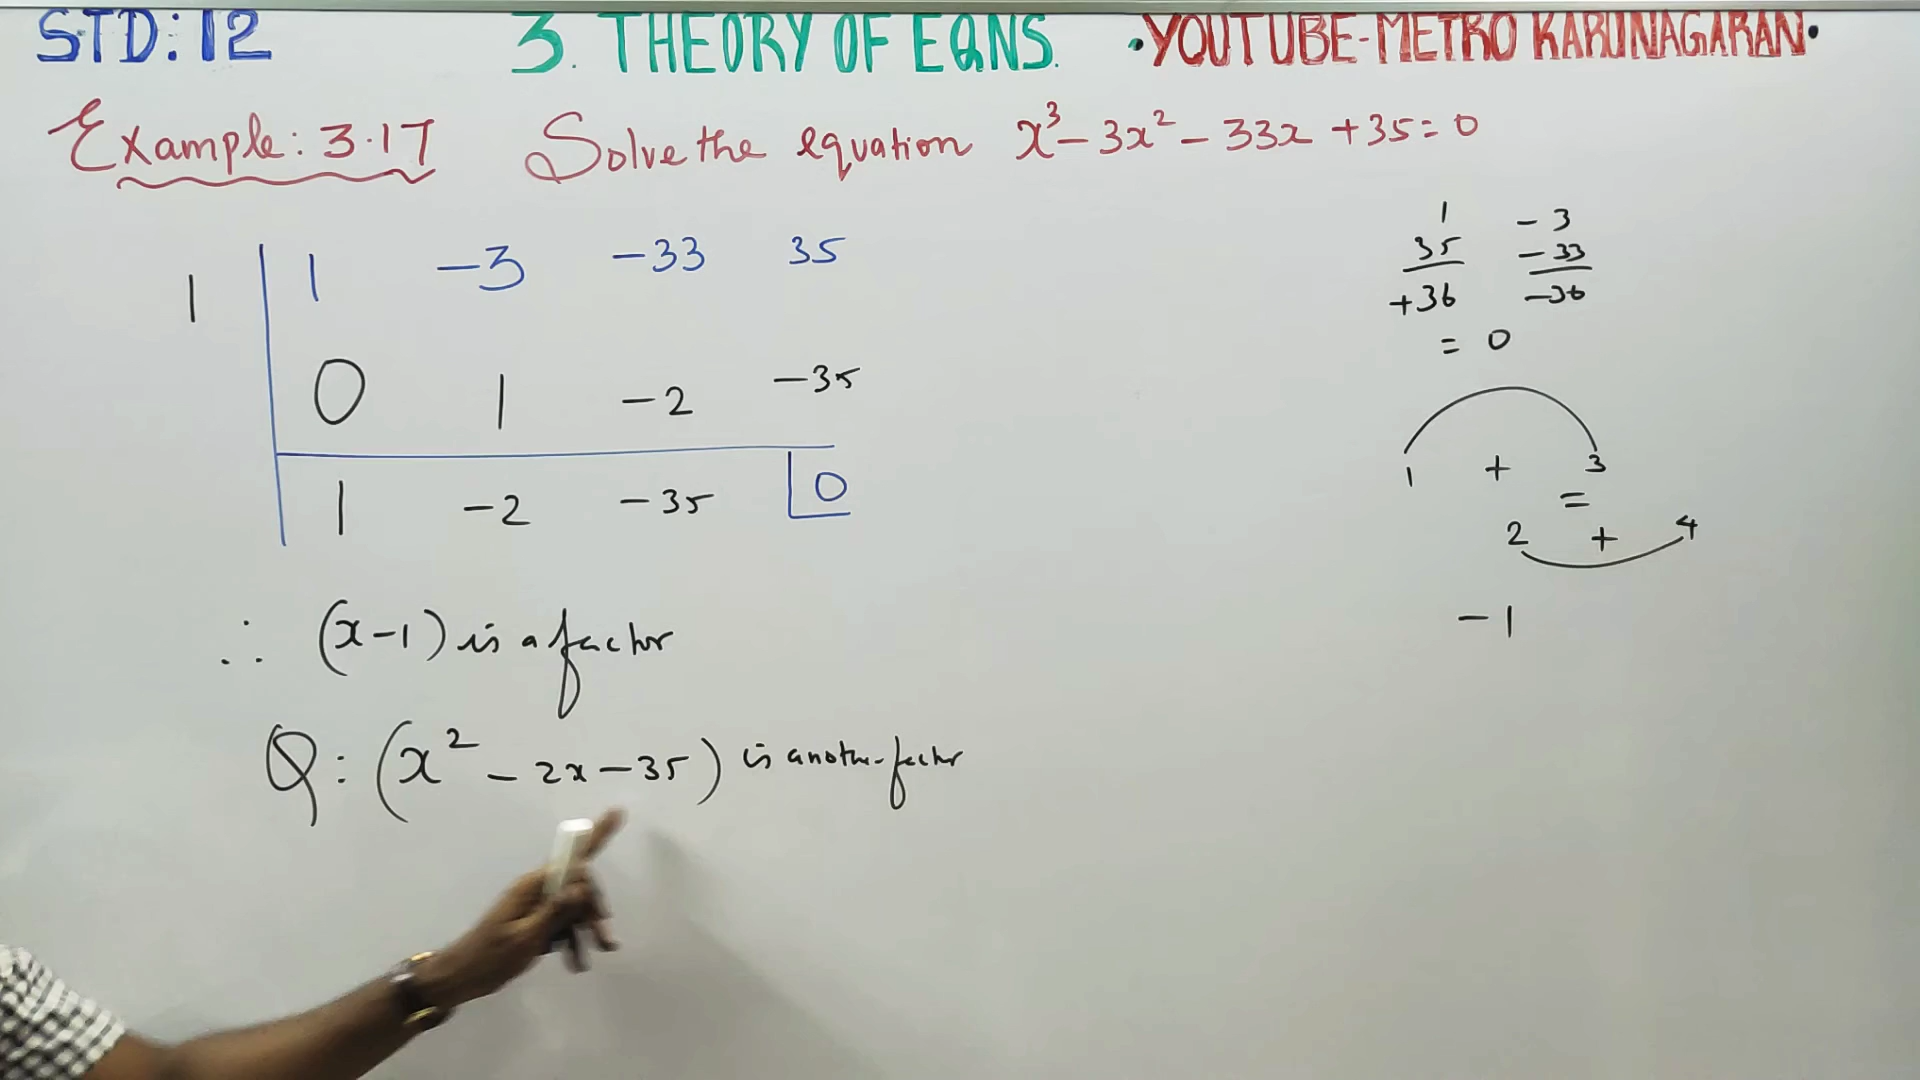 STD: 12 3. THEORY OF EQNS. •YOUTUBE-METRO KARUNAGARAN•
Example: 3.17 Solve the equation x³ - 3x² - 33x + 35 = 0
1 1 -3 -33 35
0 1 -2 -35
1 -2 -35 0
∴ (x-1) is a factor
Q: (x² - 2x - 35) is another factor
1 -3
35 -33
+36 -36
= 0
1 + 3
=
2 + 4
-1